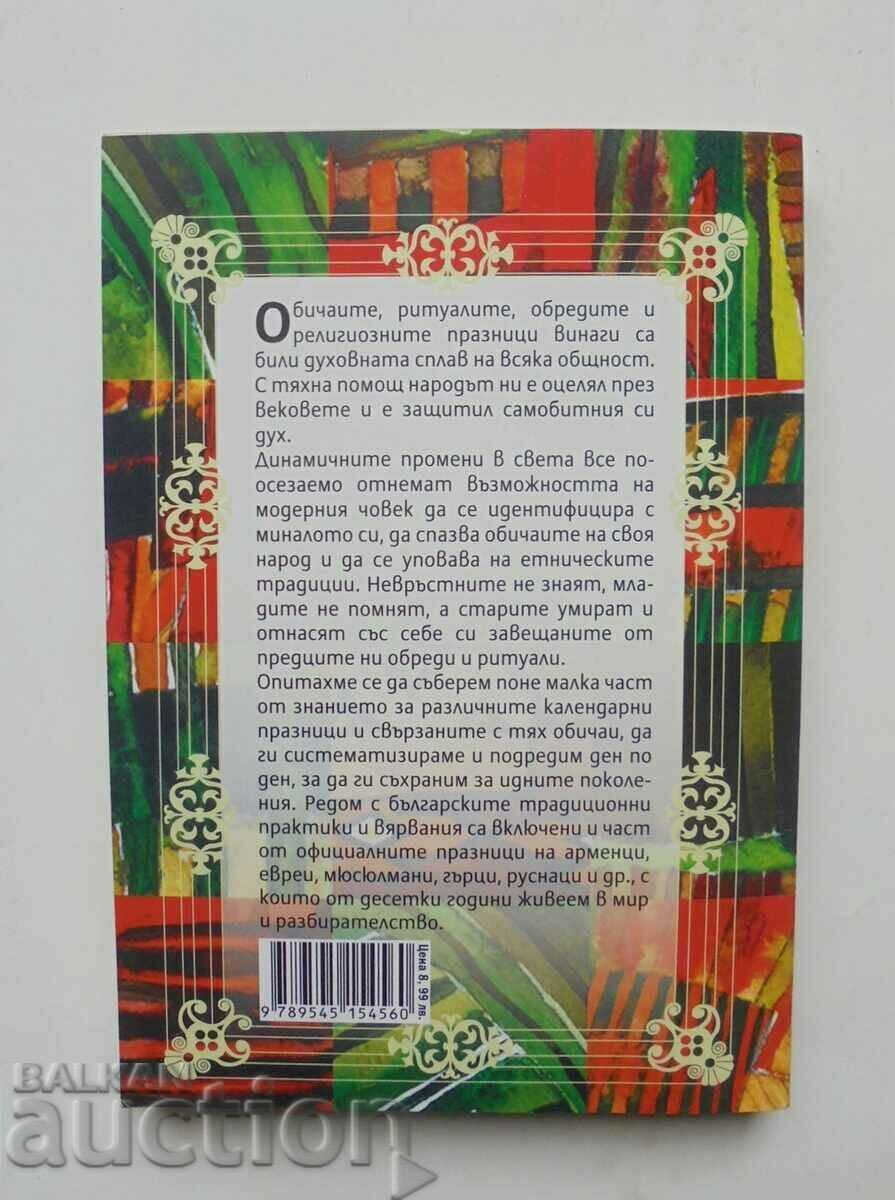 Обичаите, ритуалите, обредите и
религиозните празници винаги са
били духовната сплав на всяка общност.
С тяхна помощ народът ни е оцелял през
вековете и е защитил самобитния си
дух.
Динамичните промени в света все по-
осезаемо отнемат възможността на
модерния човек да се идентифицира с
миналото си, да спазва обичаите на своя
народ и да се уповава на етническите
традиции. Невръстните не знаят, мла-
дите не помнят, а старите умират и
отнасят със себе си завещаните от
предците ни обреди и ритуали.
Опитахме се да съберем поне малка част
от знанието за различните календарни
празници и свързаните с тях обичаи, да
ги систематизираме и подредим ден по
ден, за да ги съхраним за идните поколе-
ния. Редом с българските традиционни
практики и вярвания са включени и част
от официалните празници на арменци,
евреи, мюсюлмани, гърци, руснаци и др., с
които от десетки години живеем в мир
и разбирателство.
Цена 8, 99 лв.
9 789545 154560
BALKAN
auction